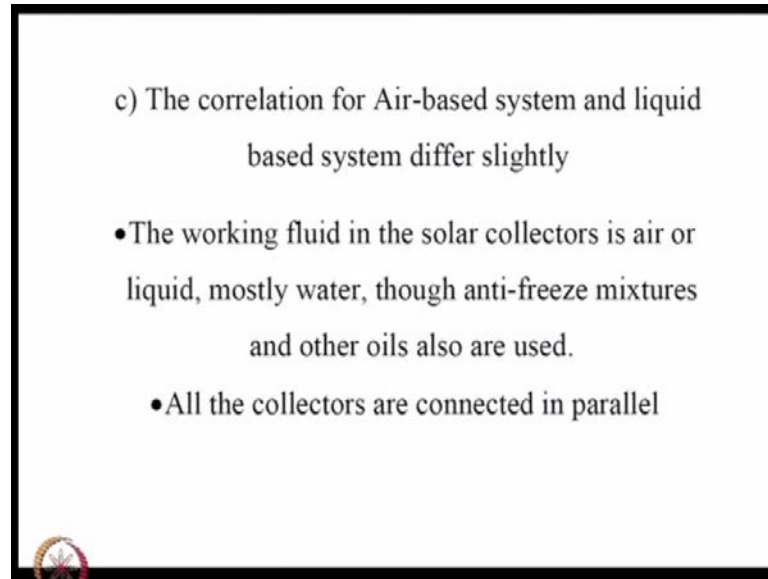 c) The correlation for Air-based system and liquid
based system differ slightly
•The working fluid in the solar collectors is air or
liquid, mostly water, though anti-freeze mixtures
and other oils also are used.
•All the collectors are connected in parallel